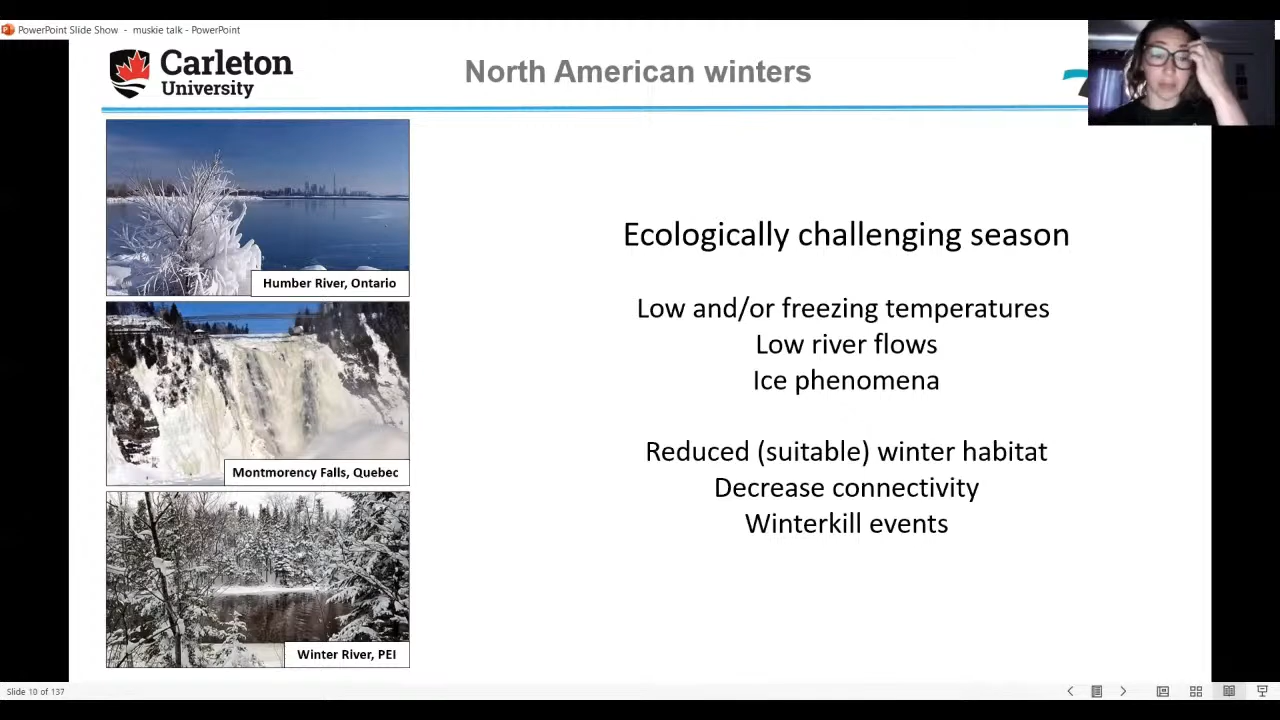 PowerPoint Slide Show - muskie talk - PowerPoint
Carleton
University
North American winters
Humber River, Ontario
Montmorency Falls, Quebec
Winter River, PEI
Ecologically challenging season
Low and/or freezing temperatures
Low river flows
Ice phenomena
Reduced (suitable) winter habitat
Decrease connectivity
Winterkill events
Slide 10 of 137